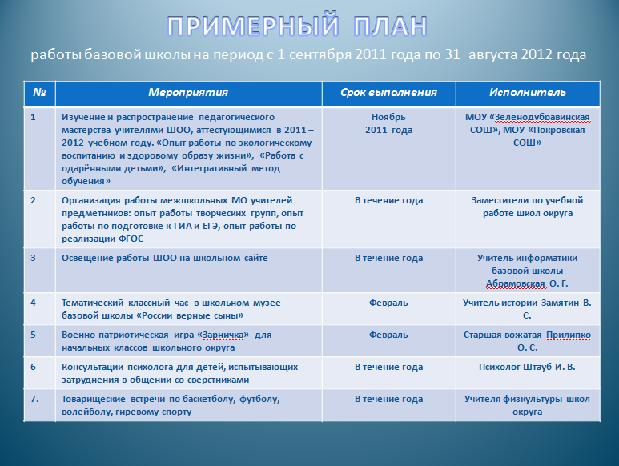 ПРИМЕРНЫЙ ПЛАН
работы базовой школы на период с 1 сентября 2011 года по 31 августа 2012 года
№ Мероприятия Срок выполнения Исполнитель
1 Изучение и распространение педагогического Ноябрь МОУ «Зеленодубравинская
мастерства учителями ШОО, аттестующимися в 2011 – 2011 года СОШ», МОУ «Покровская
2012 учебном году. «Опыт работы по экологическому СОШ»
воспитанию и здоровому образу жизни», «Работа с
одарёнными детьми», «Интегративный метод
обучения»
2 Организация работы межшкольных МО учителей В течение года Заместители по учебной
предметников: опыт работы творческих групп, опыт работе школ округа
работы по подготовке к ГИА и ЕГЭ, опыт работы по
реализации ФГОС
3 Освещение работы ШОО на школьном сайте В течение года Учитель информатики
базовой школы
Абрамовская О. Г.
4 Тематический классный час в школьном музее Февраль Учитель истории Замятин В.
базовой школы «России верные сыны» С.
5 Военно патриотическая игра «Зарничка» для Февраль Старшая вожатая Прилипко
начальных классов школьного округа О. С.
6 Консультации психолога для детей, испытывающих В течение года Психолог Штауб И. В.
затруднения в общении со сверстниками
7. Товарищеские встречи по баскетболу, футболу, В течение года Учителя физкультуры школ
волейболу, гиревому спорту округа